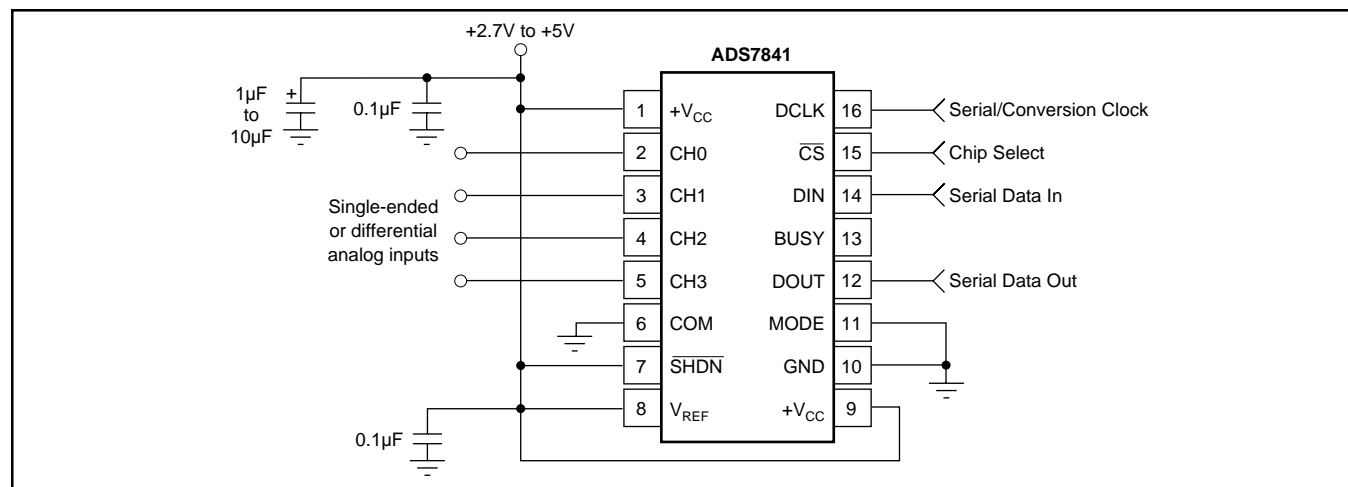 +2.7V to +5V
ADS7841
1µF
to
10µF
+
0.1µF
1 +VCC DCLK 16 Serial/Conversion Clock
2 CH0 CS 15 Chip Select
3 CH1 DIN 14 Serial Data In
Single-ended
or differential
analog inputs
4 CH2 BUSY 13
5 CH3 DOUT 12 Serial Data Out
6 COM MODE 11
7 SHDN GND 10
8 VREF +VCC 9
0.1µF